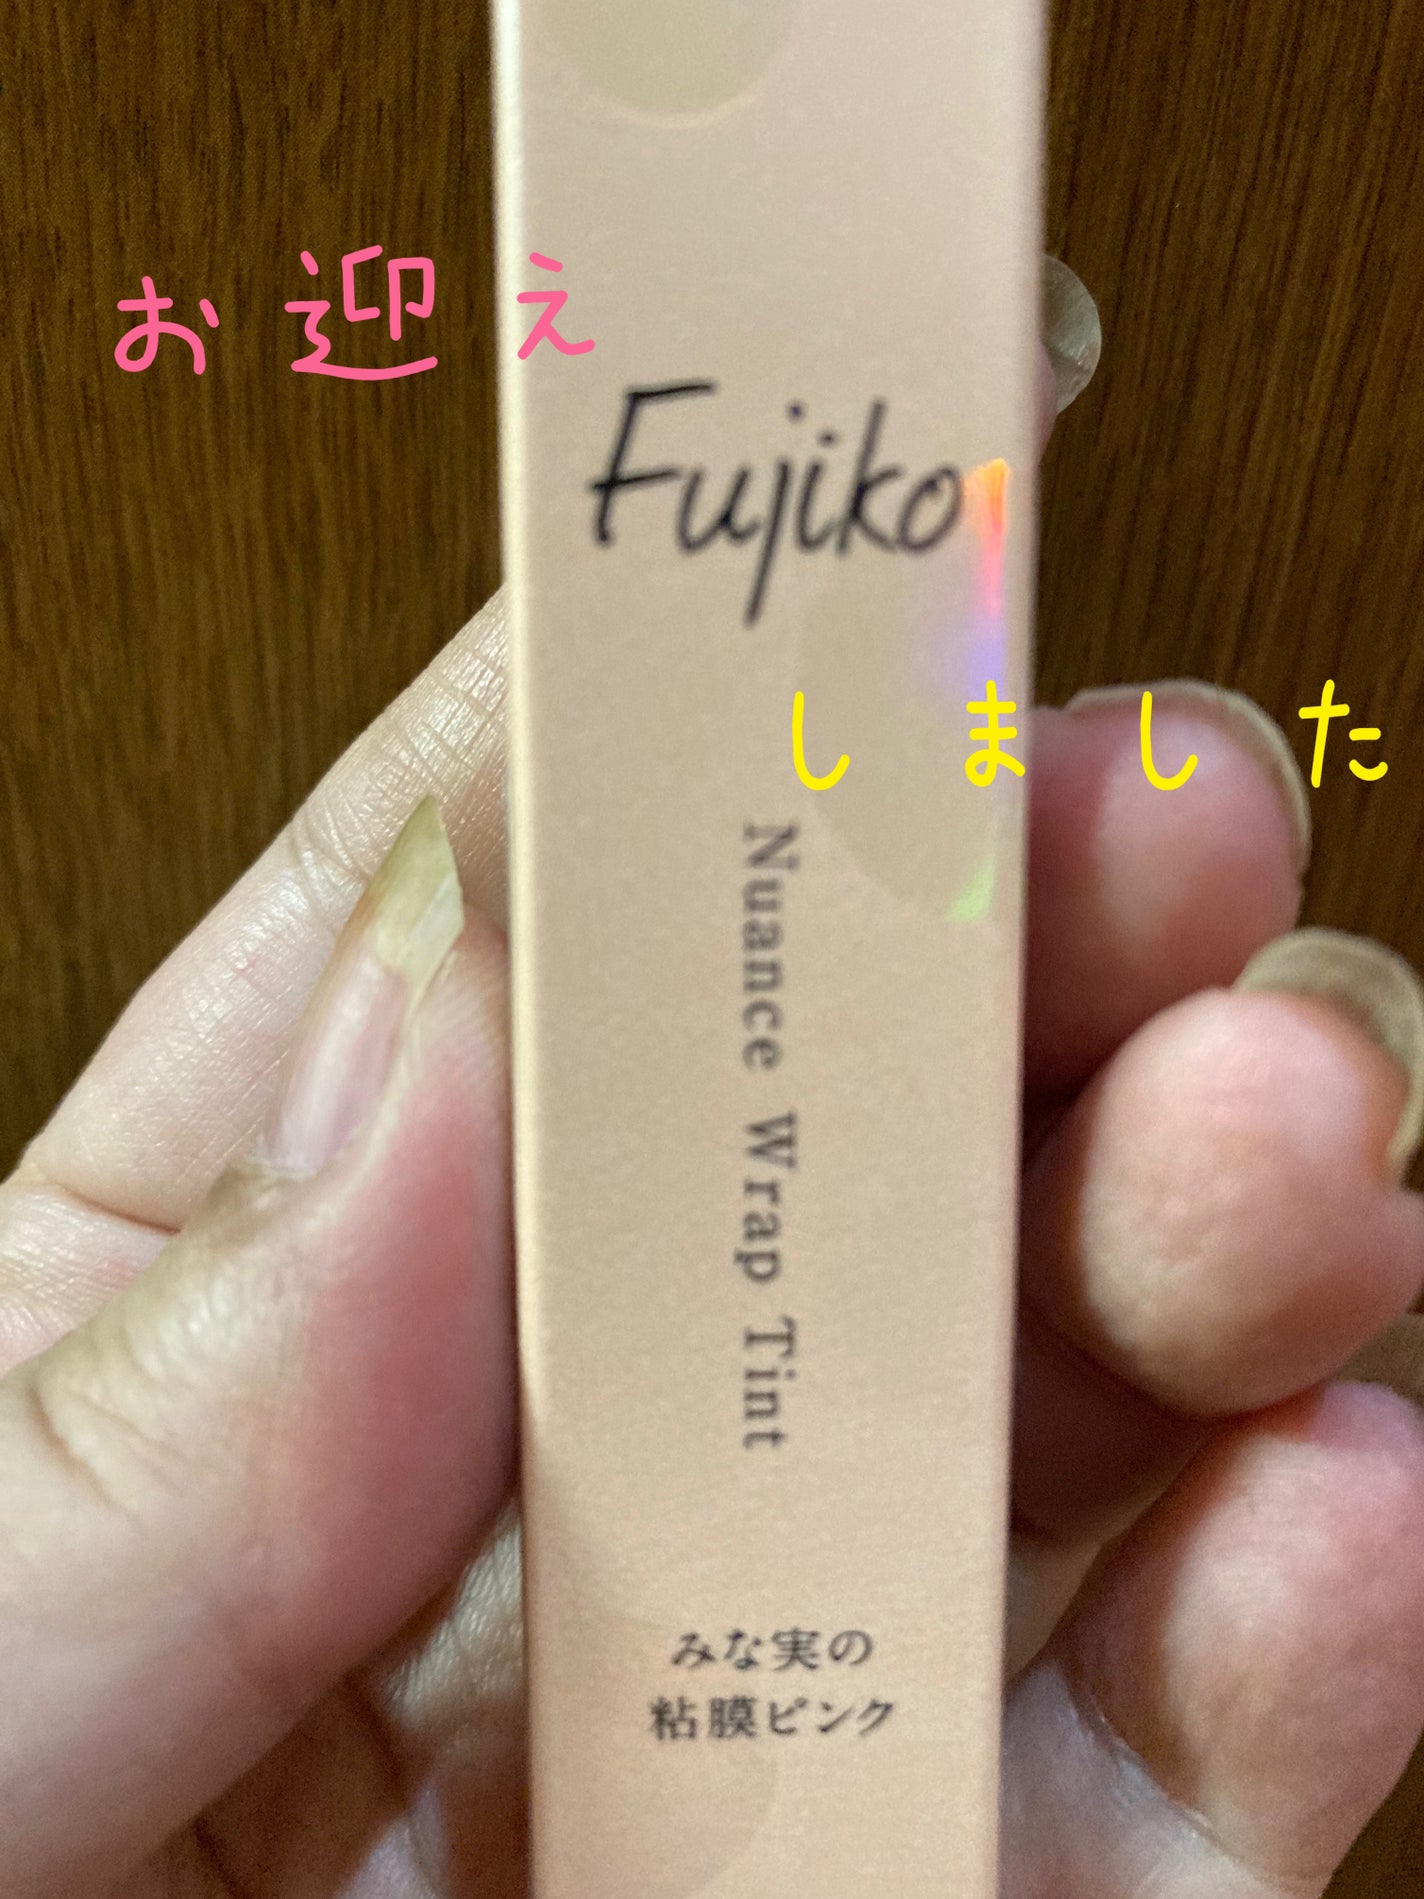 お迎え
Fujiko
しました
Nuance Wrap Tint
みな実の
粘膜ピンク